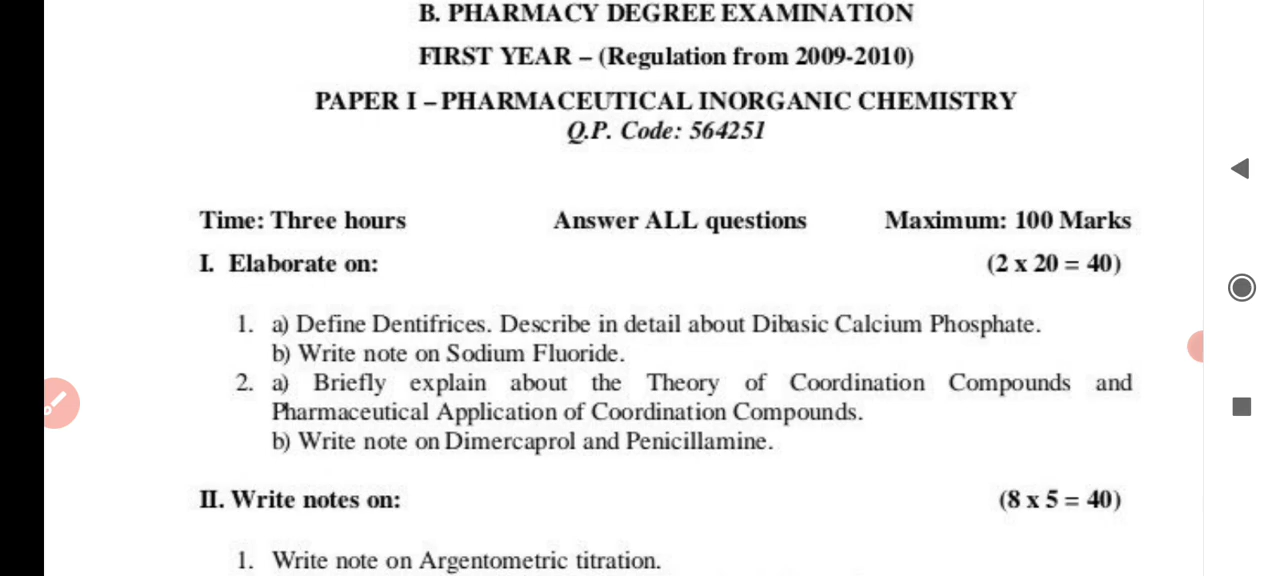 B. PHARMACY DEGREE EXAMINATION
FIRST YEAR – (Regulation from 2009-2010)
PAPER I – PHARMACEUTICAL INORGANIC CHEMISTRY
Q.P. Code: 564251
Time: Three hours Answer ALL questions Maximum: 100 Marks
I. Elaborate on: (2 x 20 = 40)
1. a) Define Dentifrices. Describe in detail about Dibasic Calcium Phosphate.
b) Write note on Sodium Fluoride.
2. a) Briefly explain about the Theory of Coordination Compounds and
Pharmaceutical Application of Coordination Compounds.
b) Write note on Dimercaprol and Penicillamine.
II. Write notes on: (8 x 5 = 40)
1. Write note on Argentometric titration.